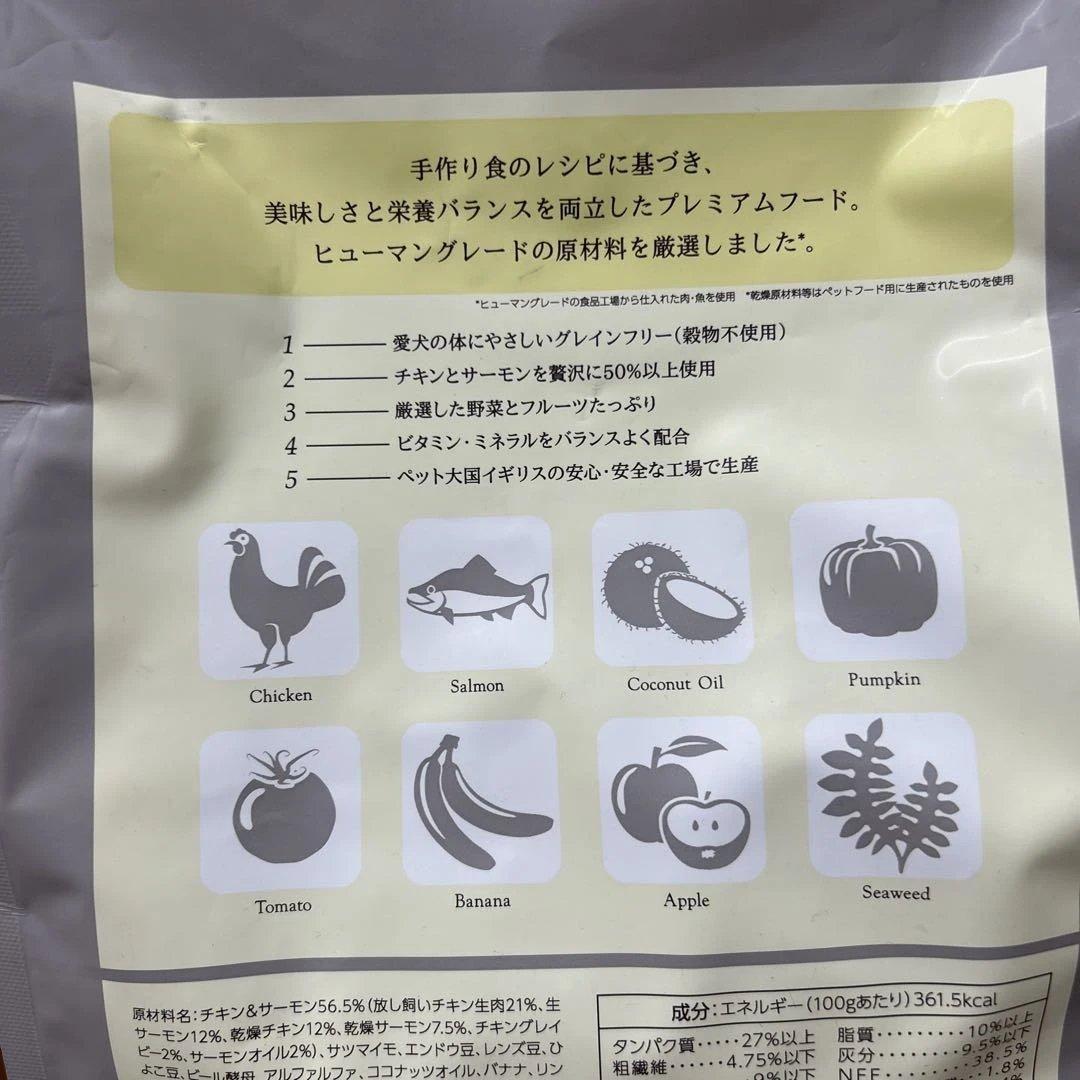 手作り食のレシピに基づき、
美味しさと栄養バランスを両立したプレミアムフード。
ヒューマングレードの原材料を厳選しました*。
*ヒューマングレードの食品工場から仕入れた肉・魚を使用 *乾燥原材料等はペットフード用に生産されたものを使用
1 愛犬の体にやさしいグレインフリー(穀物不使用)
2 チキンとサーモンを贅沢に50%以上使用
3 厳選した野菜とフルーツたっぷり
4 ビタミン・ミネラルをバランスよく配合
5 ペット大国イギリスの安心・安全な工場で生産
Chicken Salmon Coconut Oil Pumpkin
Tomato Banana Apple Seaweed
原材料名:チキン&サーモン56.5%(放し飼いチキン生肉21%、生
サーモン12%、乾燥チキン12%、乾燥サーモン7.5%、チキングレイ
ビー2%、サーモンオイル2%)、サツマイモ、エンドウ豆、レンズ豆、ひ
よこ豆、ビール酵母、アルファルファ、ココナッツオイル、バナナ、リン
成分:エネルギー(100gあたり)361.5kcal
タンパク質・・・・・27%以上 脂質・・・・・・・・・10%以上
粗繊維・・・・・・4.75%以下 灰分・・・・・・・・・9.5%以下
9%以下 NFE・・・・・・・・・38.5%
1.8%